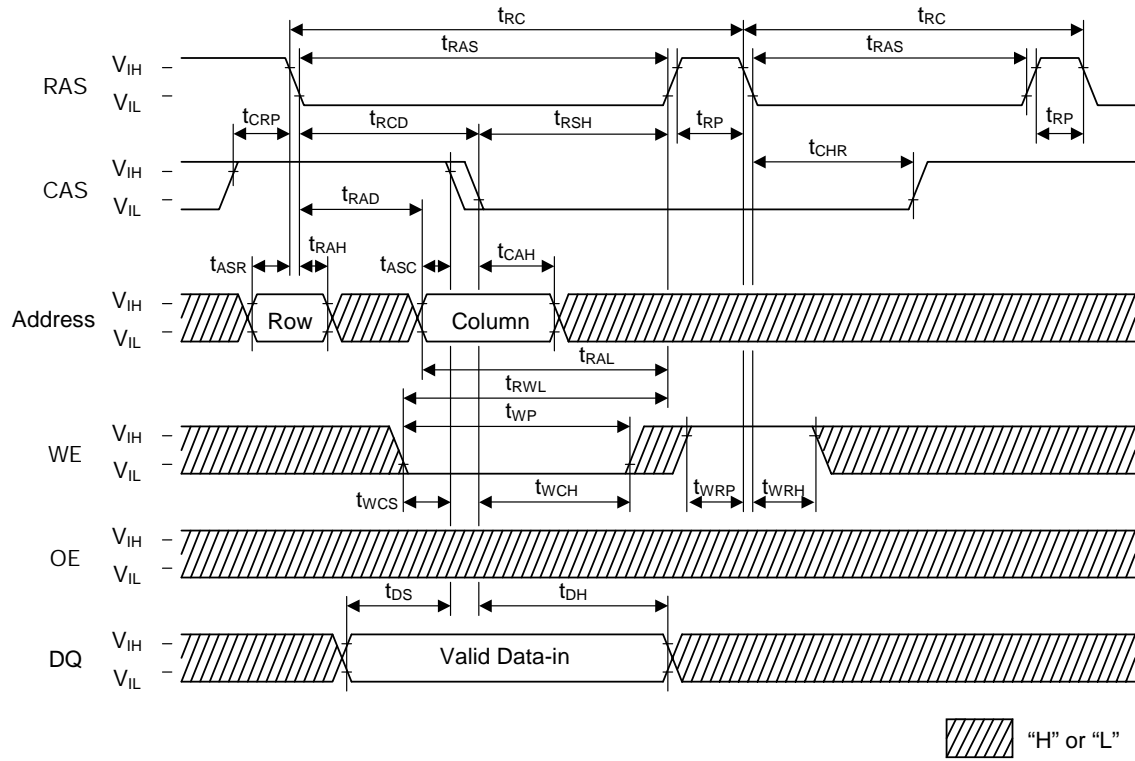 tRC tRC
tRAS tRAS
RAS VIH
VIL
tCRP tRCD tRSH tRP tRP
tCHR
CAS VIH
VIL
tRAD
tASR tRAH tASC tCAH
Address VIH
VIL
Row Column
tRAL
tRWL
tWP
WE VIH
VIL
tWCS tWCH tWRP tWRH
OE VIH
VIL
tDS tDH
DQ VIH
VIL
Valid Data-in
“H” or “L”